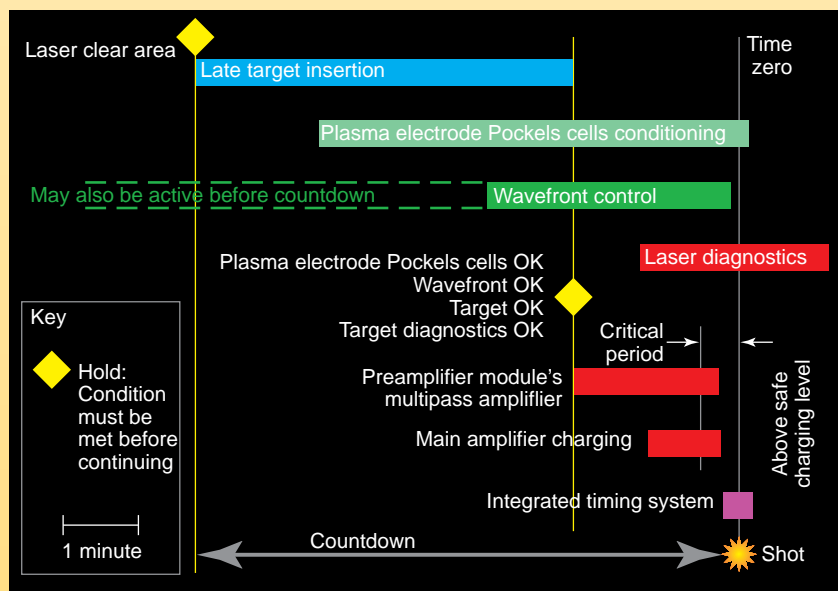 Laser clear area
Time
zero
Late target insertion
Plasma electrode Pockels cells conditioning
May also be active before countdown
Wavefront control
Laser diagnostics
Plasma electrode Pockels cells OK
Wavefront OK
Target OK
Target diagnostics OK
Critical
period
Preamplifier module's
multipass ampliflier
Main amplifier charging
Above safe
charging level
Integrated timing system
Countdown
Shot
Key
Hold:
Condition
must be
met before
continuing
1 minute